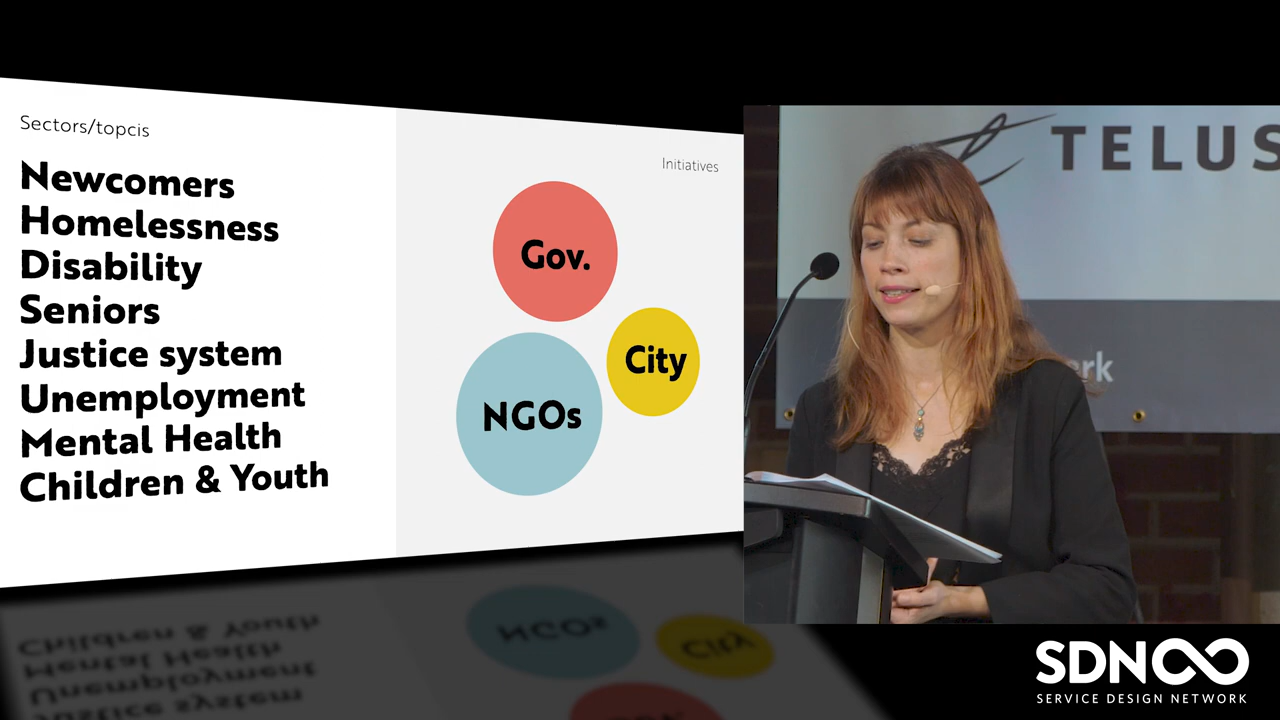 Sectors/topcis
Newcomers
Homelessness
Disability
Seniors
Justice system
Unemployment
Mental Health
Children & Youth
Initiatives
Gov.
City
NGOs
TELUS
SDN
SERVICE DESIGN NETWORK